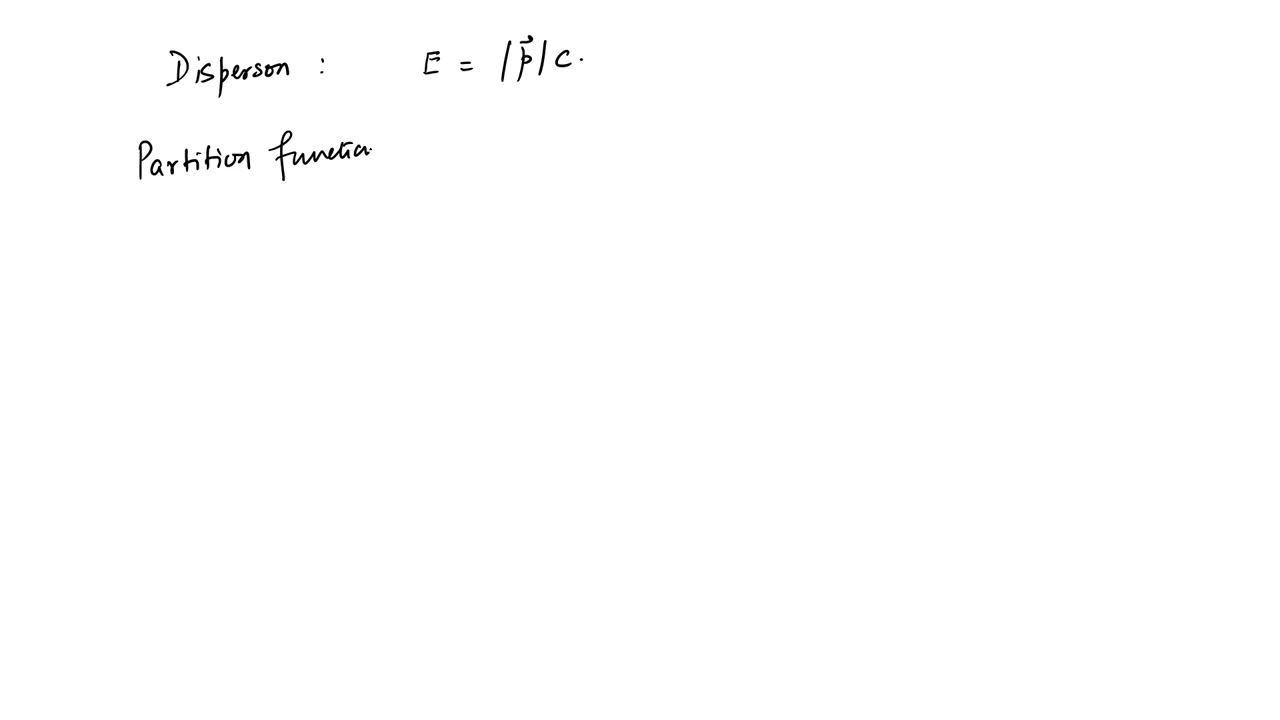 Disperson : E = |p⃗| c.
Partition functio